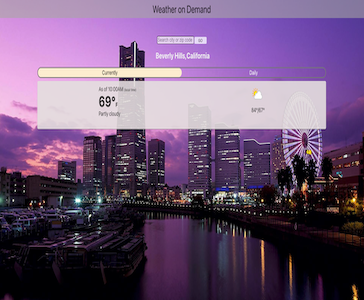 Weather on Demand
Search city or zip code Go
Beverly Hills, California
Currently Daily
As of 10:00AM
69°F
Partly cloudy
84°|67°